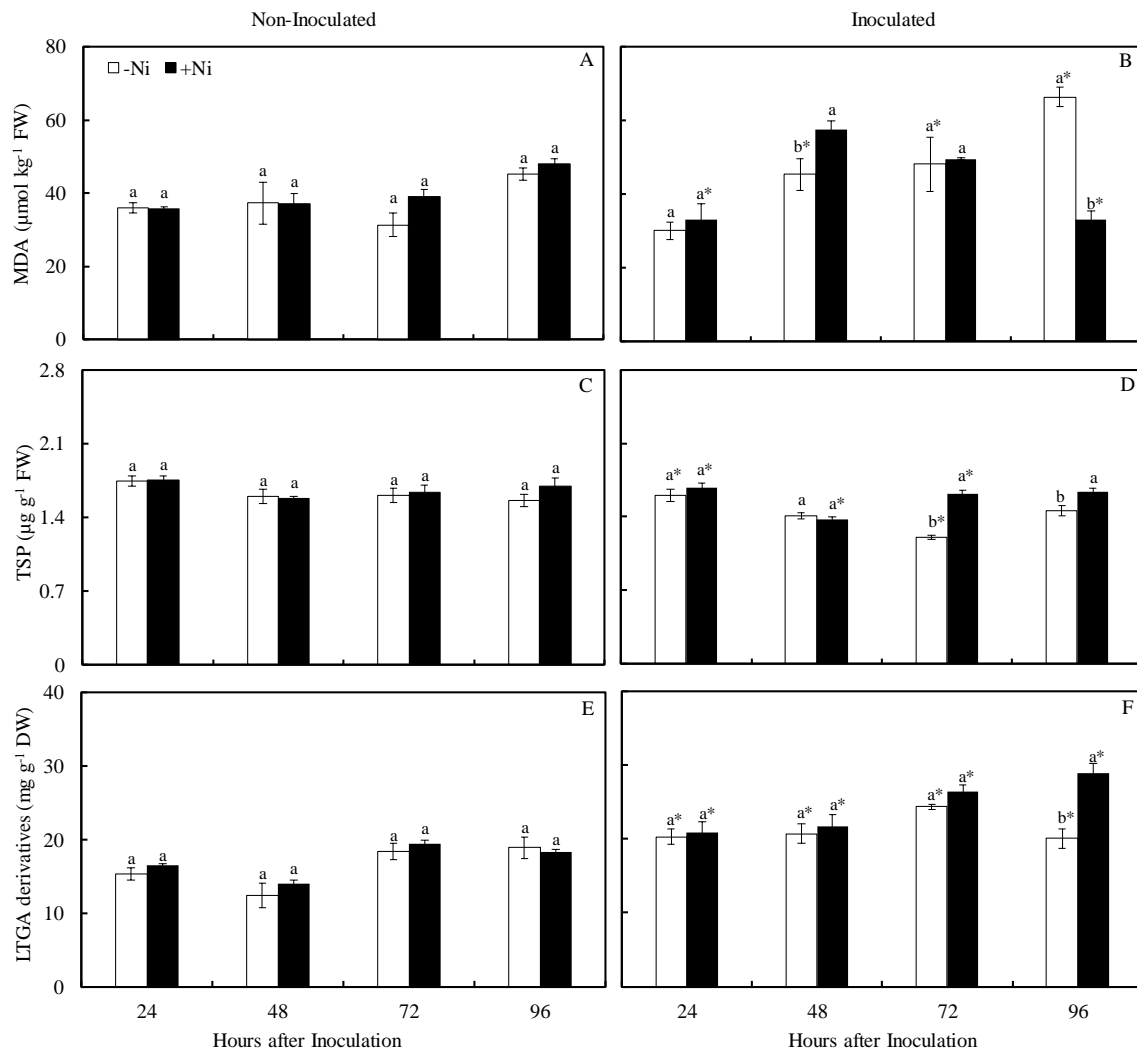 Non-Inoculated Inoculated
80 A B
-Ni +Ni
60
40
20
0
MDA (µmol kg-1 FW)
a a a a a a a a
a a* b* a a* a a* b*
2.8 C D
2.1
1.4
0.7
0
TSP (µg g-1 FW)
a a a a a a a a
a* a* a a* b* a* b a
40 E F
30
20
10
0
LTGA derivatives (mg g-1 DW)
a a a a a a a a
a* a* a* a* a* a* b* a*
24 48 72 96 24 48 72 96
Hours after Inoculation Hours after Inoculation